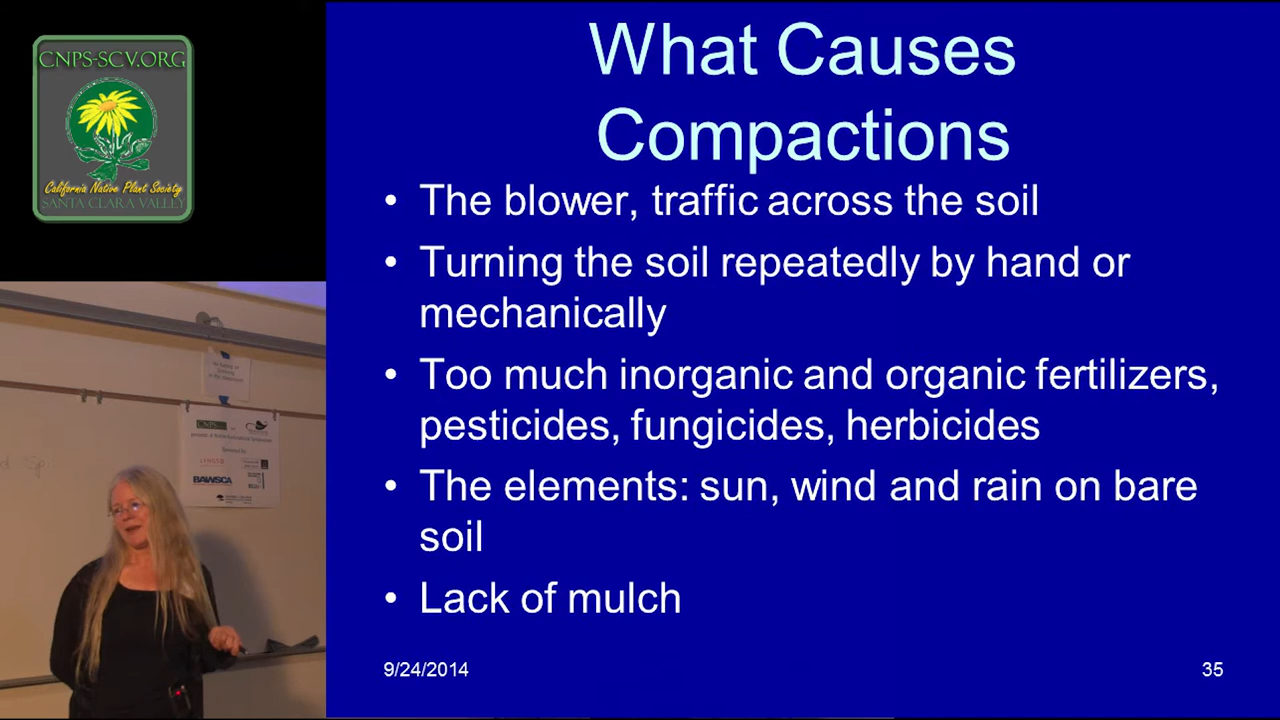 CNPS-SCV.ORG
California Native Plant Society
SANTA CLARA VALLEY
What Causes
Compactions
• The blower, traffic across the soil
• Turning the soil repeatedly by hand or
mechanically
• Too much inorganic and organic fertilizers,
pesticides, fungicides, herbicides
• The elements: sun, wind and rain on bare
soil
• Lack of mulch
9/24/2014
35
CNPS
BAWSCA